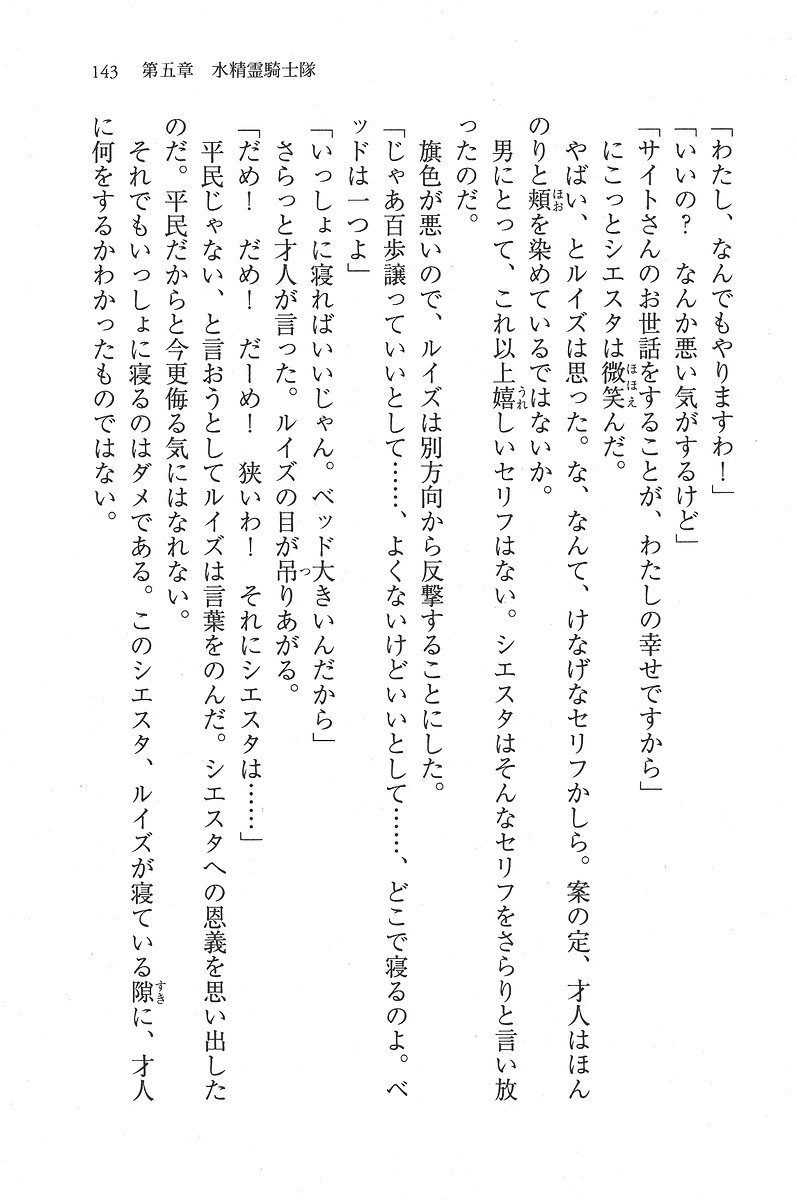 143　第五章　水精霊騎士隊
「わたし、なんでもやりますわ！」
「いいの？　なんか悪い気がするけど」
「サイトさんのお世話をすることが、わたしの幸せですから」
にこっとシエスタは微笑んだ。
やばい、とルイズは思った。な、なんて、けなげなセリフかしら。案の定、才人はほん
のりと頬を染めているではないか。
男にとって、これ以上嬉しいセリフはない。シエスタはそんなセリフをさらりと言い放
ったのだ。
旗色が悪いので、ルイズは別方向から反撃することにした。
「じゃあ百歩譲っていいとして……、よくないけどいいとして……、どこで寝るのよ。ベ
ッドは一つよ」
「いっしょに寝ればいいじゃん。ベッド大きいんだから」
さらっと才人が言った。ルイズの目が吊りあがる。
「だめ！　だめ！　だーめ！　狭いわ！　それにシエスタは……」
平民じゃない、と言おうとしてルイズは言葉をのんだ。シエスタへの恩義を思い出した
のだ。平民だからと今更侮る気にはなれない。
それでもいっしょに寝るのはダメである。このシエスタ、ルイズが寝ている隙に、才人
に何をするかわかったものではない。